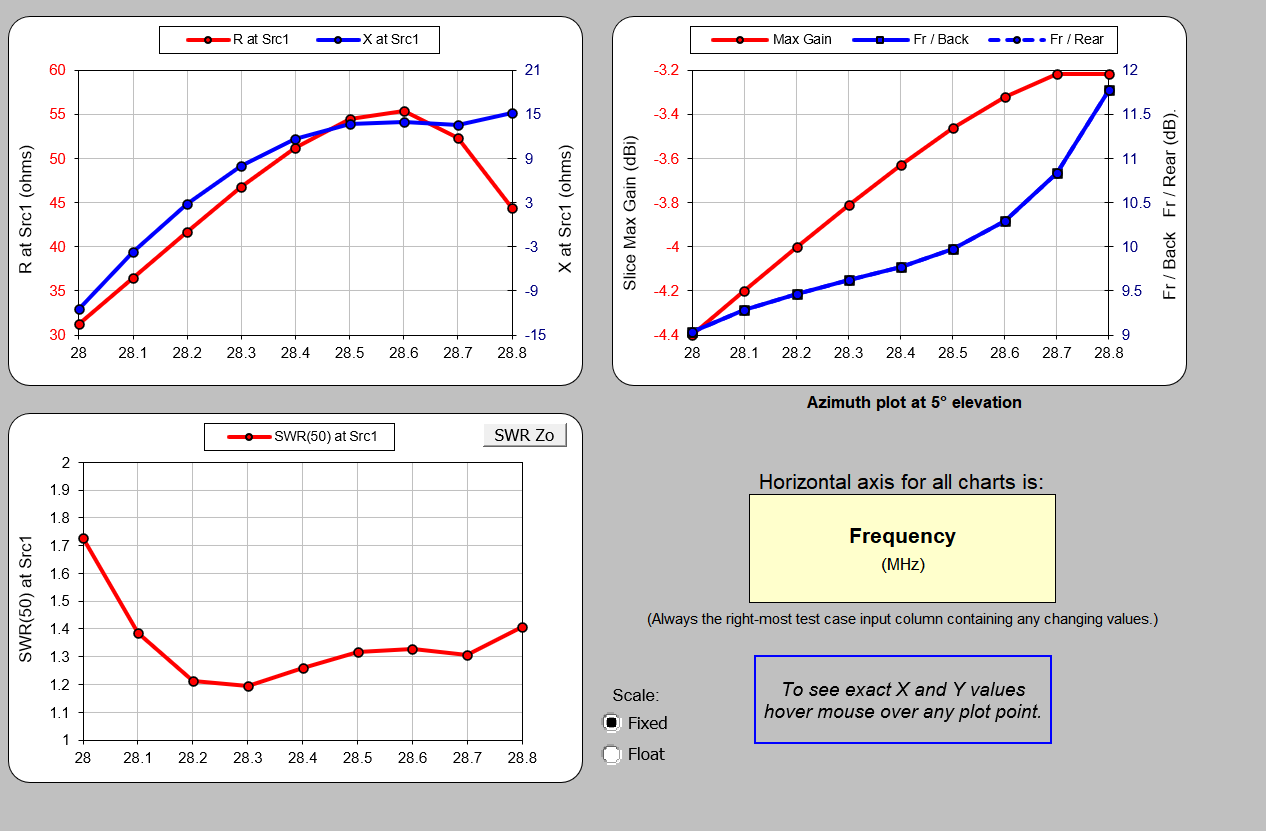 R at Src1 X at Src1
60 21
55 15
50 9
45 3
40 -3
35 -9
30 -15
R at Src1 (ohms)
X at Src1 (ohms)
28 28.1 28.2 28.3 28.4 28.5 28.6 28.7 28.8
Max Gain Fr / Back Fr / Rear
-3.2 12
-3.4 11.5
-3.6 11
-3.8 10.5
-4 10
-4.2 9.5
-4.4 9
Slice Max Gain (dBi)
Fr / Back Fr / Rear (dB).
28 28.1 28.2 28.3 28.4 28.5 28.6 28.7 28.8
Azimuth plot at 5° elevation
SWR(50) at Src1
SWR Zo
2
1.9
1.8
1.7
1.6
1.5
1.4
1.3
1.2
1.1
1
SWR(50) at Src1
28 28.1 28.2 28.3 28.4 28.5 28.6 28.7 28.8
Horizontal axis for all charts is:
Frequency
(MHz)
(Always the right-most test case input column containing any changing values.)
Scale:
Fixed
Float
To see exact X and Y values
hover mouse over any plot point.